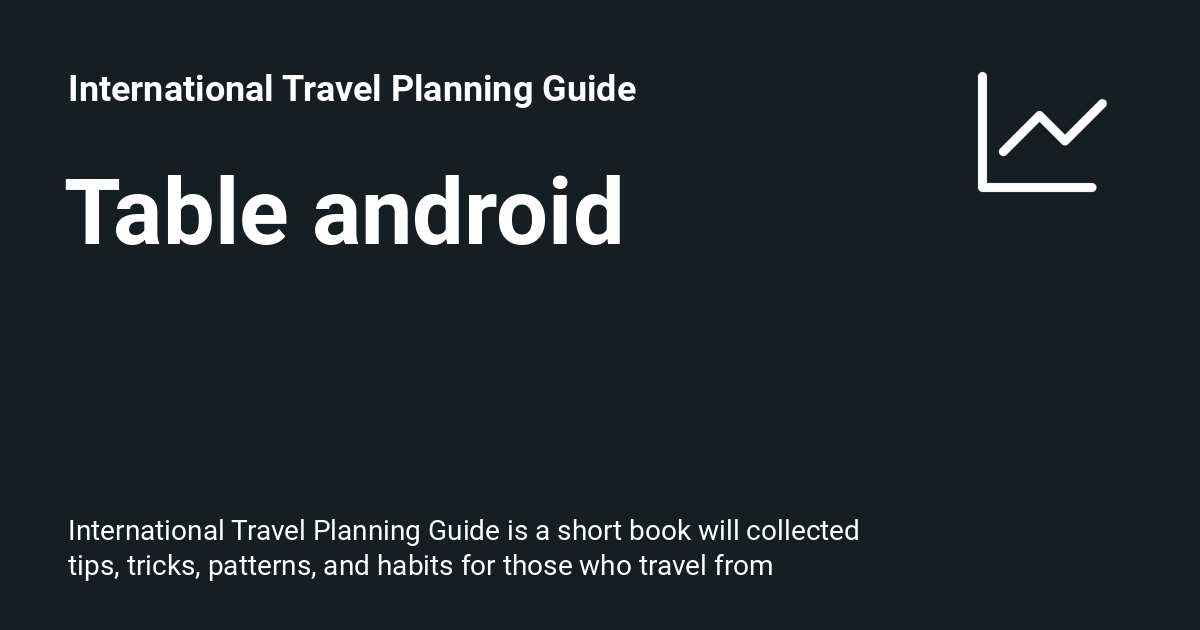 International Travel Planning Guide
Table android
International Travel Planning Guide is a short book will collected
tips, tricks, patterns, and habits for those who travel from